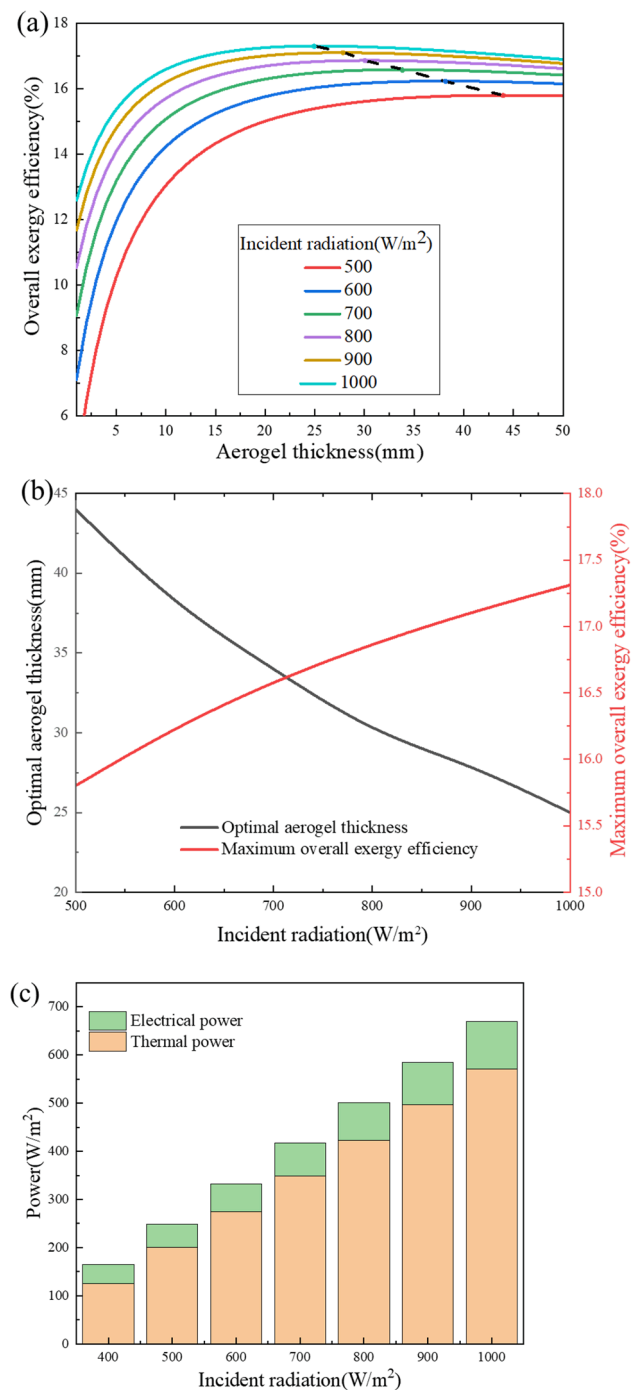 (a)
18
16
14
12
10
8
6
Overall exergy efficiency(%)
Incident radiation(W/m²)
500
600
700
800
900
1000
5 10 15 20 25 30 35 40 45 50
Aerogel thickness(mm)
(b)
45
40
35
30
25
20
Optimal aerogel thickness(mm)
18.0
17.5
17.0
16.5
16.0
15.5
15.0
Maximum overall exergy efficiency(%)
Optimal aerogel thickness
Maximum overall exergy efficiency
500 600 700 800 900 1000
Incident radiation(W/m²)
(c)
700
600
500
400
300
200
100
0
Power(W/m²)
Electrical power
Thermal power
400 500 600 700 800 900 1000
Incident radiation(W/m²)